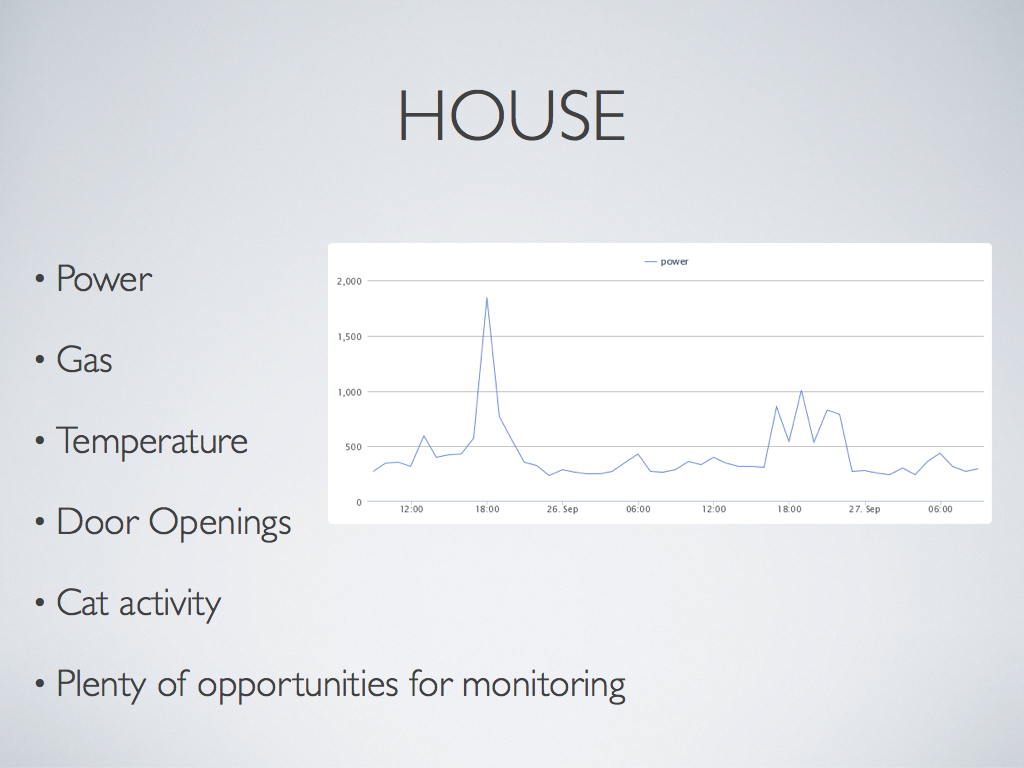 HOUSE
• Power
• Gas
• Temperature
• Door Openings
• Cat activity
• Plenty of opportunities for monitoring
power
2,000
1,500
1,000
500
0
12:00 18:00 26. Sep 06:00 12:00 18:00 27. Sep 06:00